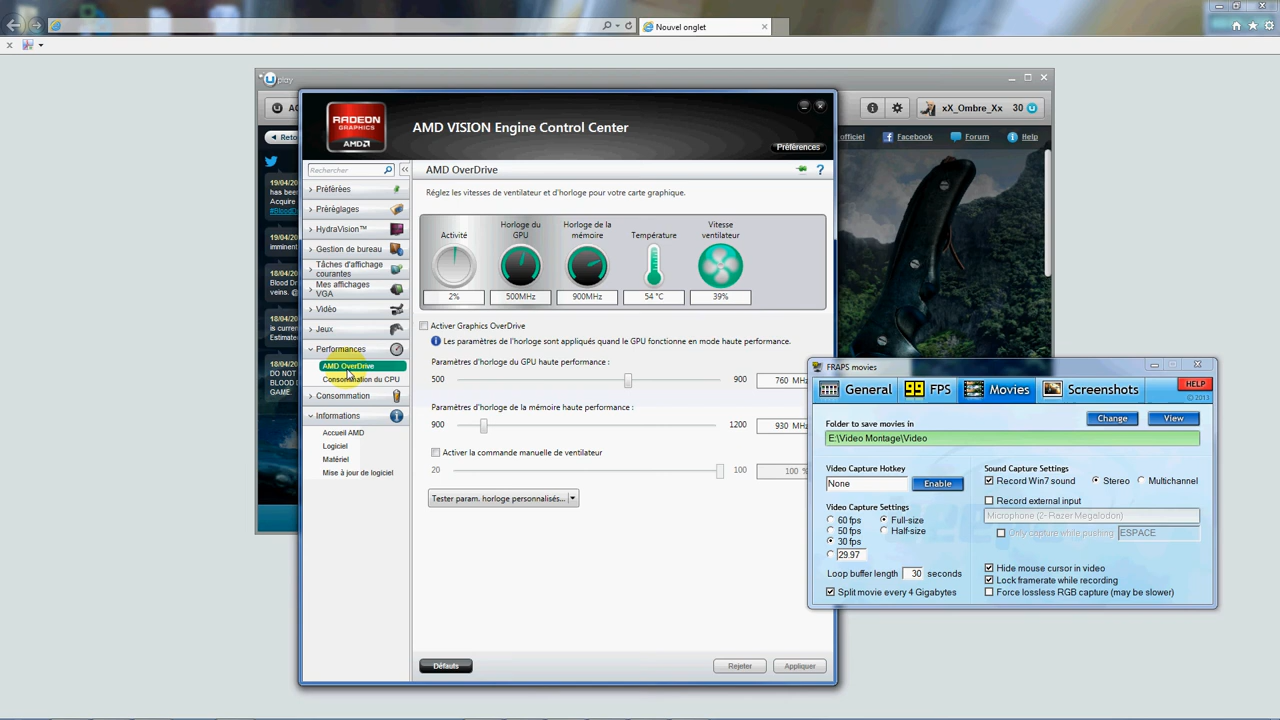 Nouvel onglet
play
xX_Ombre_Xx 30
Reto
officiel Facebook Forum Help
19/04/20
has been
Acquire
#BloodD
19/04/20
imminent
18/04/20
Blood Dr
veins. @
18/04/20
is curren
Estimate
18/04/20
DO NOT
BLOOD
GAME.
RADEON
GRAPHICS
AMD
AMD VISION Engine Control Center
Préférences
Rechercher
Préférées
Préréglages
HydraVision™
Gestion de bureau
Tâches d'affichage
courantes
Mes affichages
VGA
Vidéo
Jeux
Performances
AMD OverDrive
Consommation du CPU
Consommation
Informations
Accueil AMD
Logiciel
Matériel
Mise à jour de logiciel
AMD OverDrive
Réglez les vitesses de ventilateur et d'horloge pour votre carte graphique.
Activité
Horloge du
GPU
Horloge de la
mémoire
Température
Vitesse
ventilateur
2% 500MHz 900MHz 54 °C 39%
Activer Graphics OverDrive
Les paramètres de l'horloge sont appliqués quand le GPU fonctionne en mode haute performance.
Paramètres d'horloge du GPU haute performance :
500 900 760 MHz
Paramètres d'horloge de la mémoire haute performance :
900 1200 930 MHz
Activer la commande manuelle de ventilateur
20 100 100 %
Tester param. horloge personnalisés...
Défauts Rejeter Appliquer
FRAPS movies
General 99 FPS Movies Screenshots
HELP
© 2013
Folder to save movies in
Change View
E:\Video Montage\Video
Video Capture Hotkey
None Enable
Video Capture Settings
60 fps Full-size
50 fps Half-size
30 fps
29.97
Loop buffer length 30 seconds
Split movie every 4 Gigabytes
Sound Capture Settings
Record Win7 sound Stereo Multichannel
Record external input
Microphone (2- Razer Megalodon)
Only capture while pushing ESPACE
Hide mouse cursor in video
Lock framerate while recording
Force lossless RGB capture (may be slower)